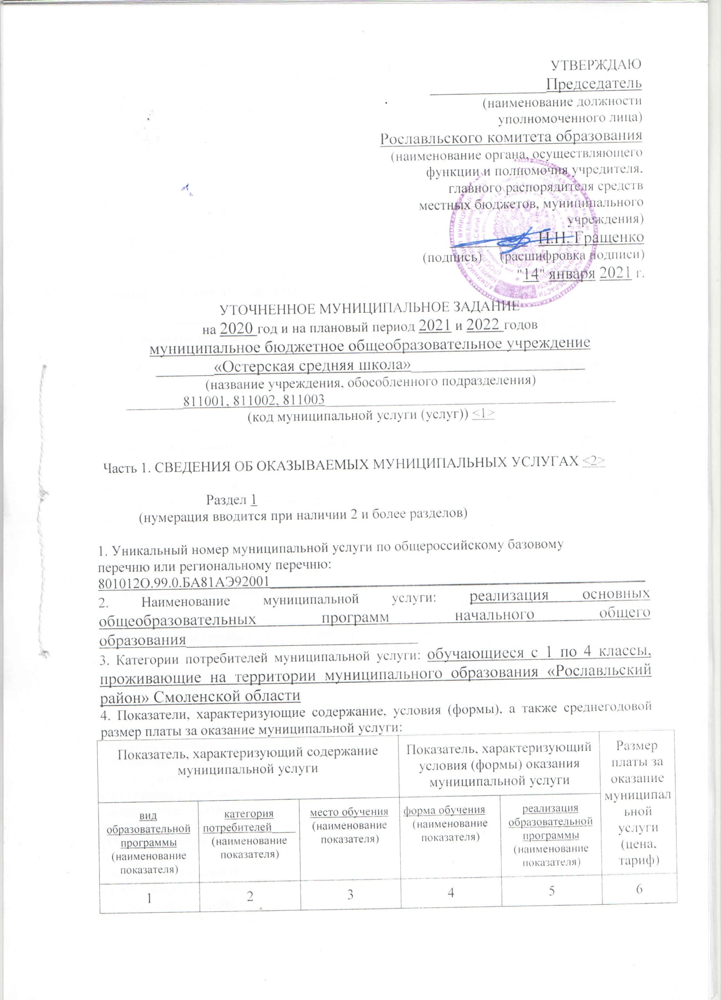 УТВЕРЖДАЮ
Председатель
(наименование должности
уполномоченного лица)
Рославльского комитета образования
(наименование органа, осуществляющего
функции и полномочия учредителя,
главного распорядителя средств
местных бюджетов, муниципального
учреждения)
Н.Н. Гращенко
(подпись) (расшифровка подписи)
"14" января 2021 г.
УТОЧНЕННОЕ МУНИЦИПАЛЬНОЕ ЗАДАНИЕ
на 2020 год и на плановый период 2021 и 2022 годов
муниципальное бюджетное общеобразовательное учреждение
«Остерская средняя школа»
(название учреждения, обособленного подразделения)
811001, 811002, 811003
(код муниципальной услуги (услуг)) <1>
Часть 1. СВЕДЕНИЯ ОБ ОКАЗЫВАЕМЫХ МУНИЦИПАЛЬНЫХ УСЛУГАХ <2>
Раздел 1
(нумерация вводится при наличии 2 и более разделов)
1. Уникальный номер муниципальной услуги по общероссийскому базовому
перечню или региональному перечню:
801012О.99.0.БА81АЭ92001
2. Наименование муниципальной услуги: реализация основных
общеобразовательных программ начального общего
образования
3. Категории потребителей муниципальной услуги: обучающиеся с 1 по 4 классы,
проживающие на территории муниципального образования «Рославльский
район» Смоленской области
4. Показатели, характеризующие содержание, условия (формы), а также среднегодовой
размер платы за оказание муниципальной услуги:
Показатель, характеризующий содержание
муниципальной услуги
Показатель, характеризующий
условия (формы) оказания
муниципальной услуги
Размер
платы за
оказание
муниципал
ьной
услуги
(цена,
тариф)
вид
образовательной
программы
(наименование
показателя)
категория
потребителей
(наименование
показателя)
место обучения
(наименование
показателя)
форма обучения
(наименование
показателя)
реализация
образовательной
программы
(наименование
показателя)
1 2 3 4 5 6